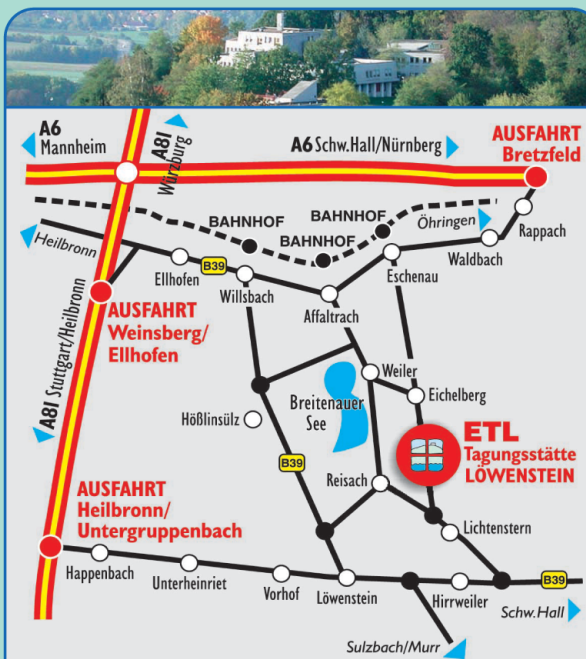 A6
Mannheim
A81
Würzburg
A6 Schw.Hall/Nürnberg
AUSFAHRT
Bretzfeld
BAHNHOF
BAHNHOF
BAHNHOF
Öhringen
Rappach
Heilbronn
Waldbach
Ellhofen
B39
Willsbach
Eschenau
Affaltrach
AUSFAHRT
Weinsberg/
Ellhofen
A81 Stuttgart/Heilbronn
Weiler
Eichelberg
Breitenauer
See
Hößlinsülz
ETL
Tagungsstätte
LÖWENSTEIN
B39
Reisach
AUSFAHRT
Heilbronn/
Untergruppenbach
Lichtenstern
Happenbach
Unterheinriet
Vorhof
Löwenstein
Hirrweiler
B39
Schw.Hall
Sulzbach/Murr